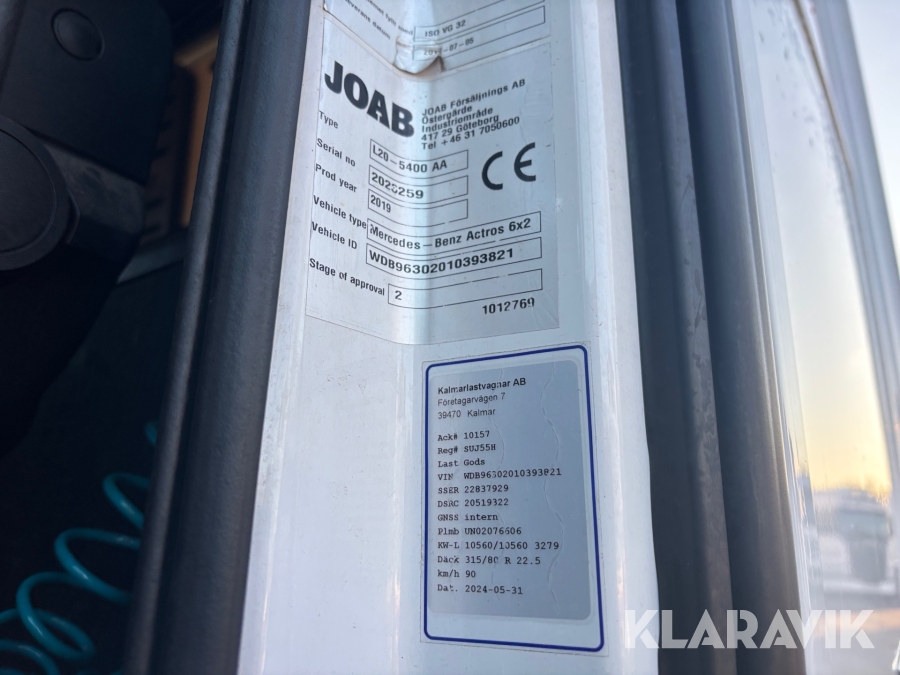 ISO VG 32
JOAB
JOAB Försäljnings AB
Östergärde
Industriområde
417 29 Göteborg
Tel +46 31 7050600
Type
L20-5400 AA
Serial no
Prod year
2019
CE
Vehicle type
Mercedes-Benz Actros 6x2
Vehicle ID
WDB96302010393821
Stage of approval
2
1012769
Kalmarlastvagnar AB
Företagarvägen 7
39470 Kalmar
Ack# 10157
Reg# SUJ55H
Last Gods
VIN WDB96302010393821
SSER 22837929
DSRC 20519322
GNSS intern
Plmb UN02076606
KW-L 10560/10560 3279
Däck 315/80 R 22.5
km/h 90
Dat. 2024-05-31
KLARAVIK